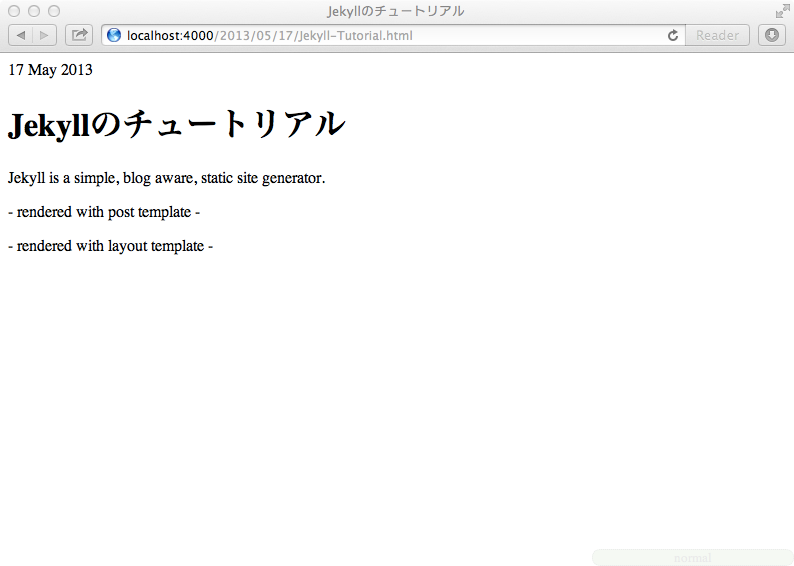 Jekyllのチュートリアル
localhost:4000/2013/05/17/Jekyll-Tutorial.html
Reader
17 May 2013
Jekyllのチュートリアル
Jekyll is a simple, blog aware, static site generator.
- rendered with post template -
- rendered with layout template -
normal